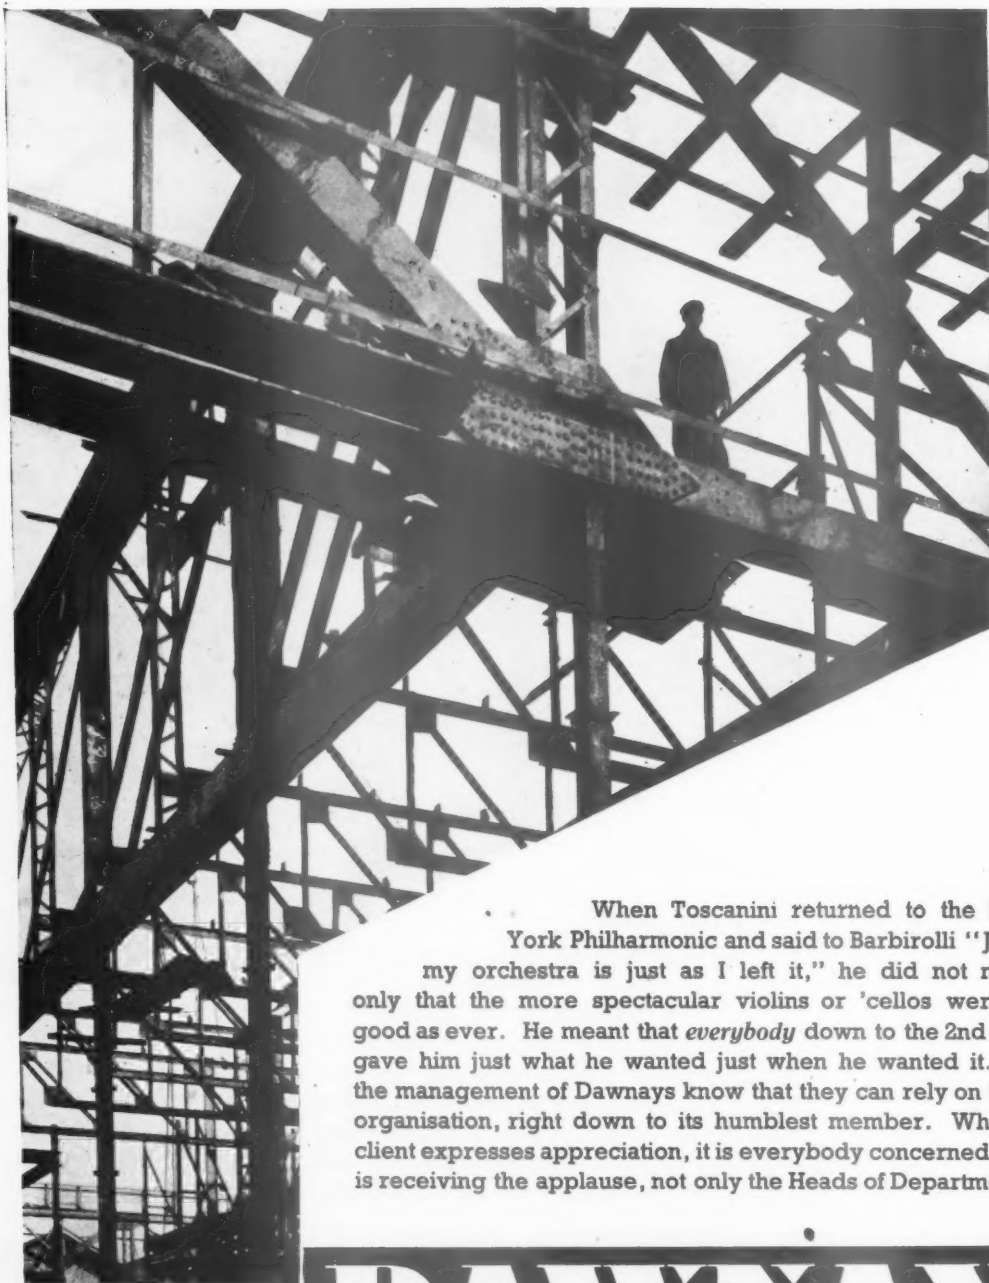 When Toscanini returned to the
York Philharmonic and said to Barbirolli "J
my orchestra is just as I left it," he did not
only that the more spectacular violins or 'cellos wer
good as ever. He meant that everybody down to the 2nd
gave him just what he wanted just when he wanted it.
the management of Dawnays know that they can rely on
organisation, right down to its humblest member. Wh
client expresses appreciation, it is everybody concerned
is receiving the applause, not only the Heads of Departm
DAWNAY